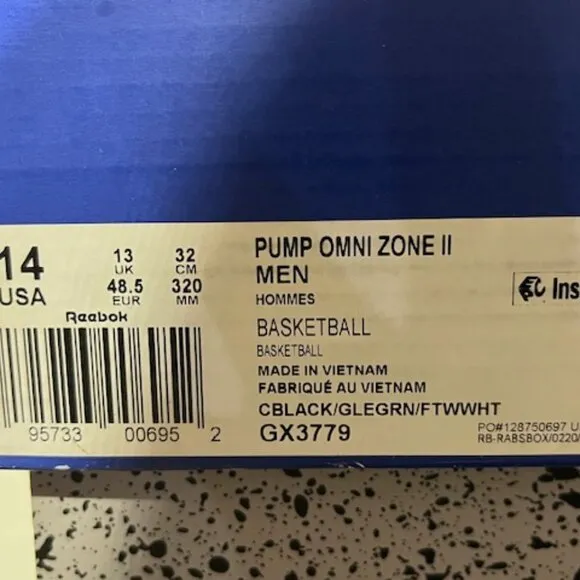 14
USA
13
UK
48.5
EUR
32
CM
320
MM
Reebok
95733 00695 2
PUMP OMNI ZONE II
MEN
HOMMES
BASKETBALL
BASKETBALL
MADE IN VIETNAM
FABRIQUÉ AU VIETNAM
CBLACK/GLEGRN/FTWWHT
GX3779
Ins
PO#128750697 U
RB-RABSBOX/0220/